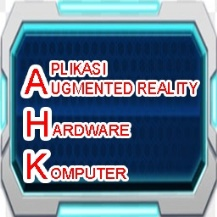 APLIKASI
AUGMENTED REALITY
HARDWARE
KOMPUTER